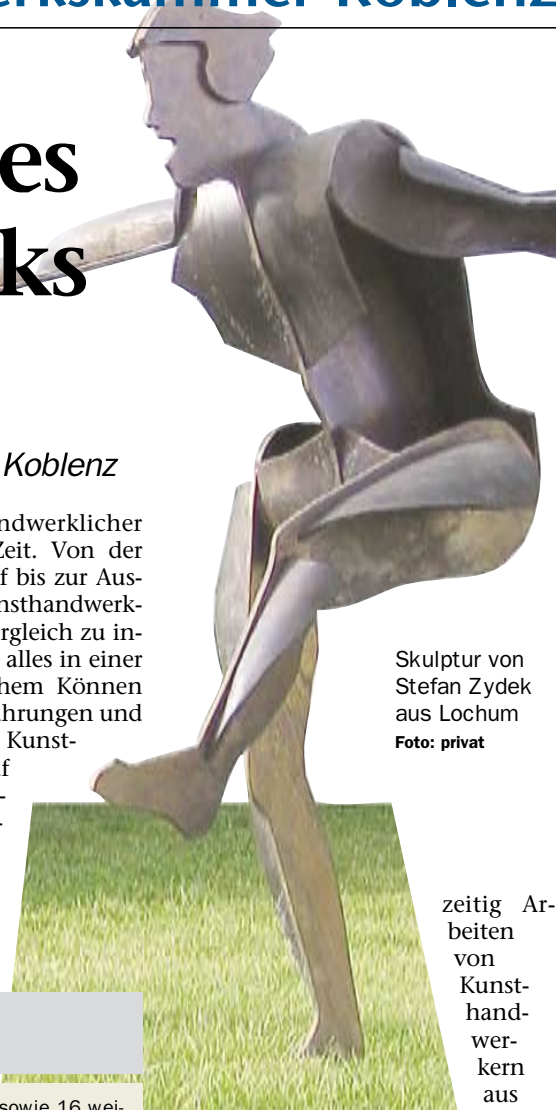 erkskammer Koblenz
es
ks
Koblenz
ndwerklicher
Zeit. Von der
f bis zur Aus-
nsthandwerk-
rgleich zu in-
alles in einer
hem Können
hrungen und
Kunst-
f
-
Skulptur von
Stefan Zydek
aus Lochum
Foto: privat
zeitig Ar-
beiten
von
Kunst-
hand-
wer-
kern
aus
sowie 16 wei-